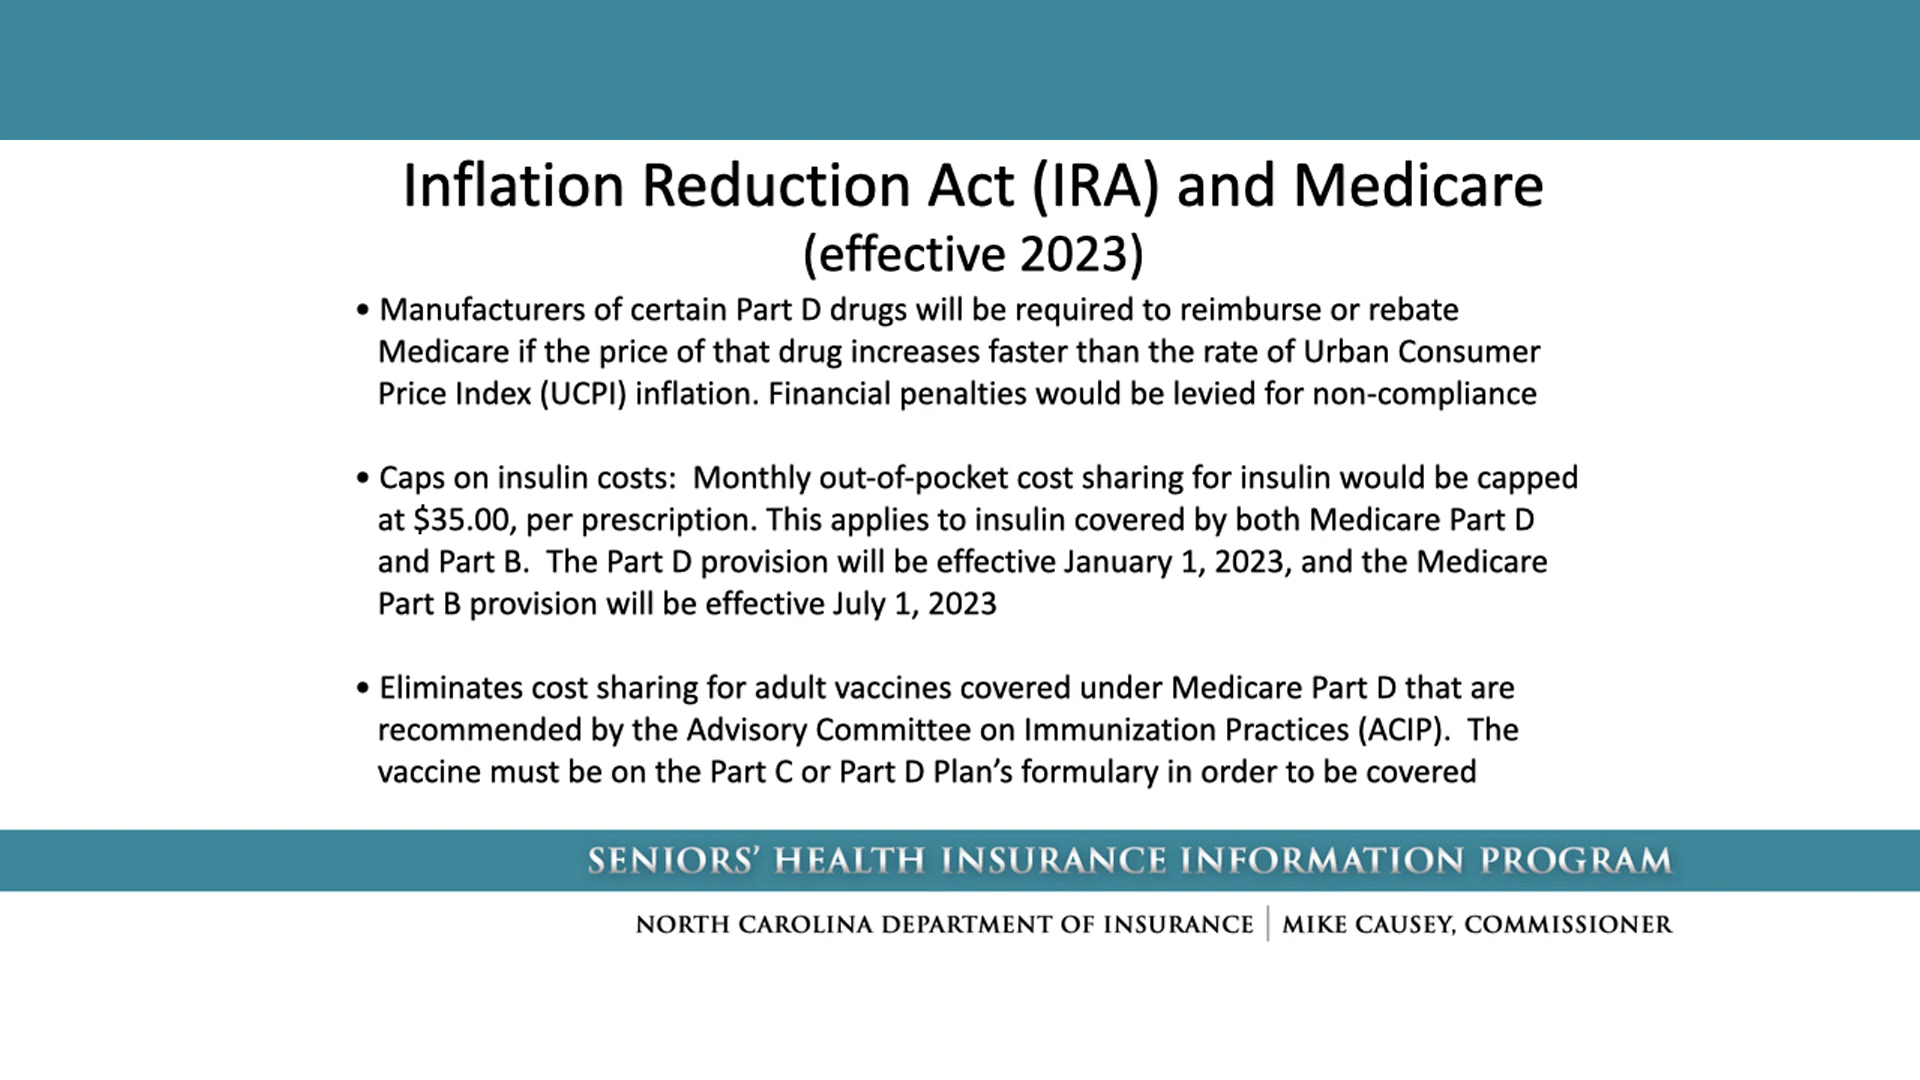 Inflation Reduction Act (IRA) and Medicare
(effective 2023)
• Manufacturers of certain Part D drugs will be required to reimburse or rebate
Medicare if the price of that drug increases faster than the rate of Urban Consumer
Price Index (UCPI) inflation. Financial penalties would be levied for non-compliance
• Caps on insulin costs:  Monthly out-of-pocket cost sharing for insulin would be capped
at $35.00, per prescription. This applies to insulin covered by both Medicare Part D
and Part B.  The Part D provision will be effective January 1, 2023, and the Medicare
Part B provision will be effective July 1, 2023
• Eliminates cost sharing for adult vaccines covered under Medicare Part D that are
recommended by the Advisory Committee on Immunization Practices (ACIP).  The
vaccine must be on the Part C or Part D Plan’s formulary in order to be covered
SENIORS’ HEALTH INSURANCE INFORMATION PROGRAM
NORTH CAROLINA DEPARTMENT OF INSURANCE | MIKE CAUSEY, COMMISSIONER